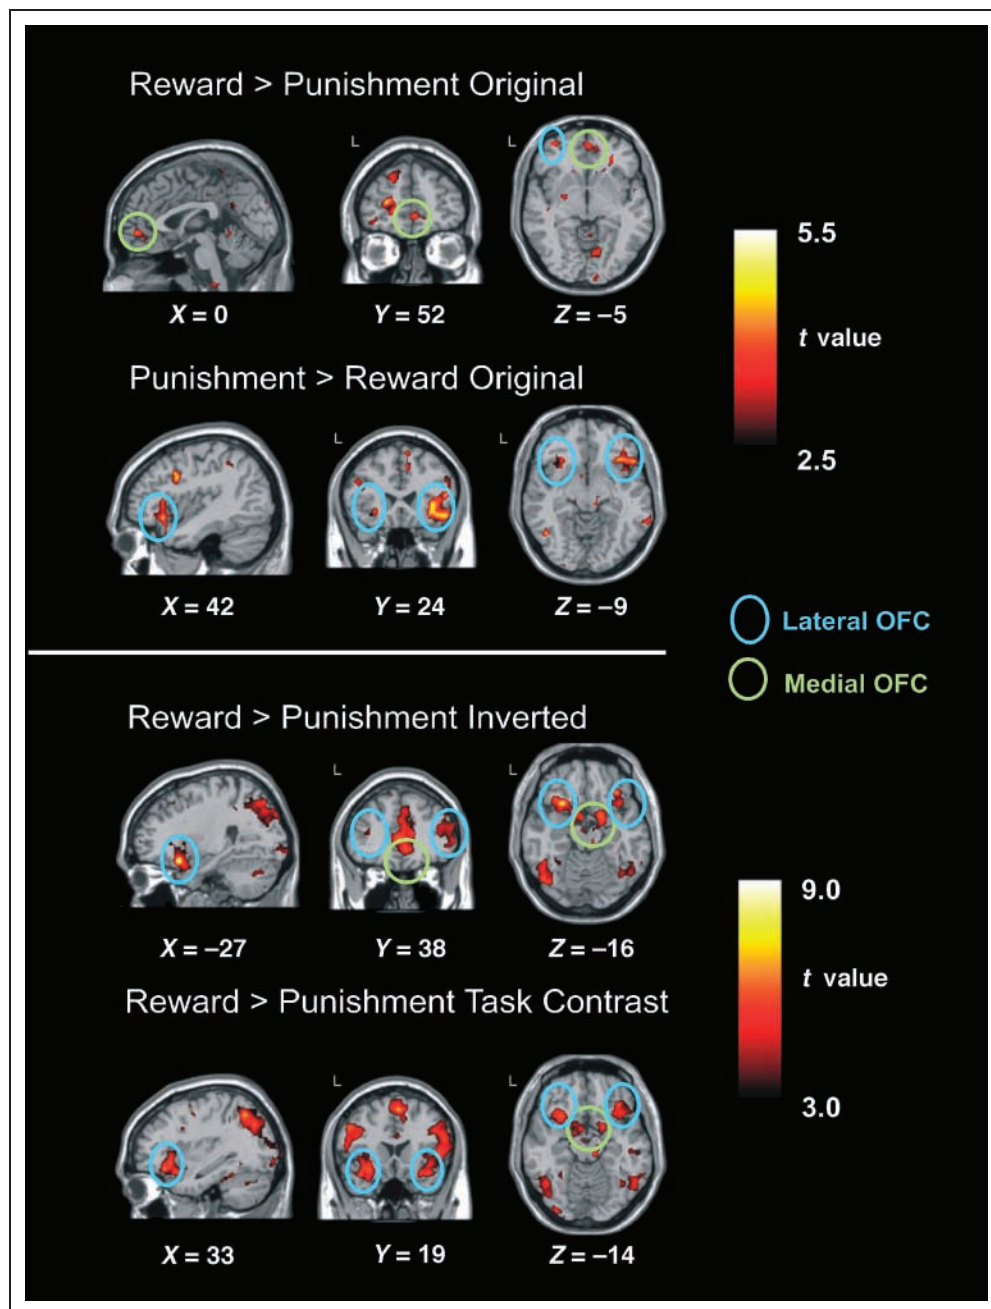 Reward > Punishment Original
L
L
X = 0
Y = 52
Z = –5
5.5
t value
2.5
Punishment > Reward Original
L
L
X = 42
Y = 24
Z = –9
Lateral OFC
Medial OFC
Reward > Punishment Inverted
L
L
X = –27
Y = 38
Z = –16
9.0
t value
3.0
Reward > Punishment Task Contrast
L
L
X = 33
Y = 19
Z = –14